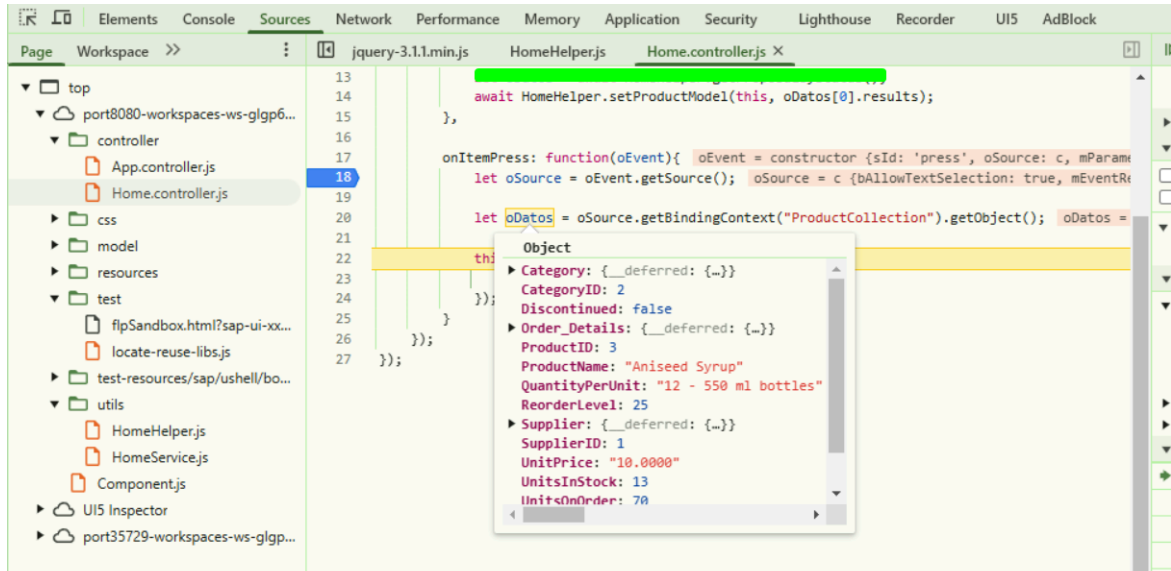 Elements Console Sources Network Performance Memory Application Security Lighthouse Recorder UI5 AdBlock
Page Workspace
jquery-3.1.1.min.js HomeHelper.js Home.controller.js ×
top
port8080-workspaces-ws-glgp6...
controller
App.controller.js
Home.controller.js
css
model
resources
test
flpSandbox.html?sap-ui-xx...
locate-reuse-libs.js
test-resources/sap/ushell/bo...
utils
HomeHelper.js
HomeService.js
Component.js
UI5 Inspector
port35729-workspaces-ws-glgp...
13
14 await HomeHelper.setProductModel(this, oDatos[0].results);
15 },
16
17 onItemPress: function(oEvent){ oEvent = constructor {sId: 'press', oSource: c, mParame
18 let oSource = oEvent.getSource(); oSource = c {bAllowTextSelection: true, mEventRe
19
20 let oDatos = oSource.getBindingContext("ProductCollection").getObject(); oDatos =
21
22 thi
23
24 });
25 }
26 });
27 });
Object
Category: {__deferred: {…}}
CategoryID: 2
Discontinued: false
Order_Details: {__deferred: {…}}
ProductID: 3
ProductName: "Aniseed Syrup"
QuantityPerUnit: "12 - 550 ml bottles"
ReorderLevel: 25
Supplier: {__deferred: {…}}
SupplierID: 1
UnitPrice: "10.0000"
UnitsInStock: 13
UnitsOnOrder: 70